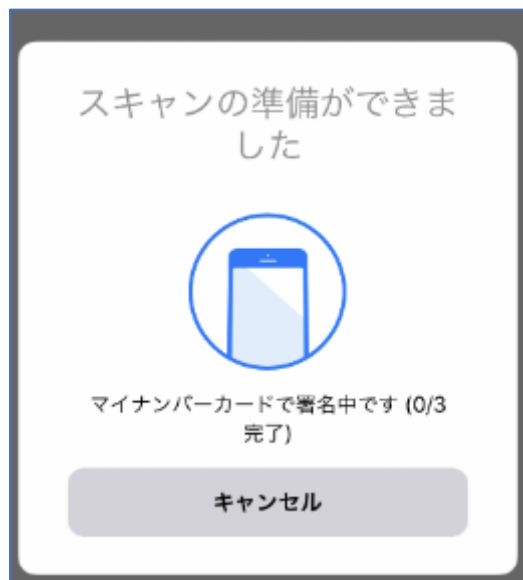 スキャンの準備ができま
した
マイナンバーカードで署名中です (0/3
完了)
キャンセル